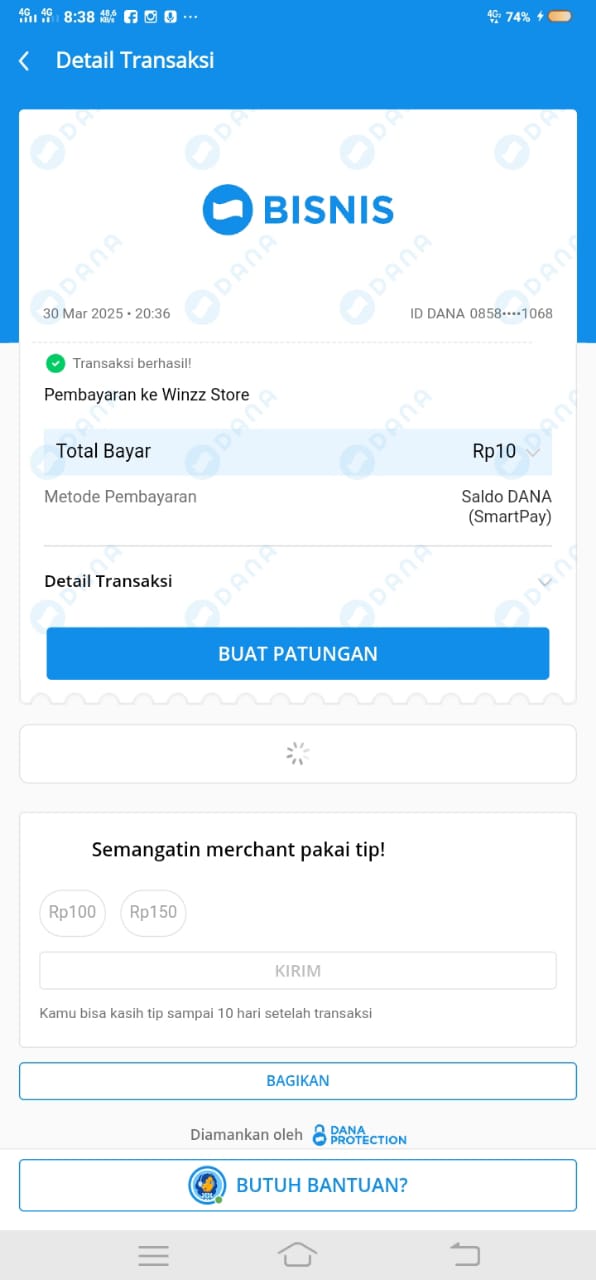 4G 4G 8:38 48,6 KB/s ··· 4G 74%
Detail Transaksi
BISNIS
30 Mar 2025 • 20:36 ID DANA 0858••••1068
Transaksi berhasil!
Pembayaran ke Winzz Store
Total Bayar Rp10
Metode Pembayaran Saldo DANA
(SmartPay)
Detail Transaksi
BUAT PATUNGAN
Semangatin merchant pakai tip!
Rp100 Rp150
KIRIM
Kamu bisa kasih tip sampai 10 hari setelah transaksi
BAGIKAN
Diamankan oleh DANA
PROTECTION
BUTUH BANTUAN?
DANA